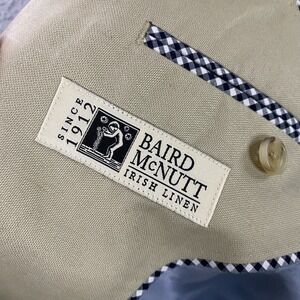 SINCE
1912
BAIRD
McNUTT
IRISH LINEN